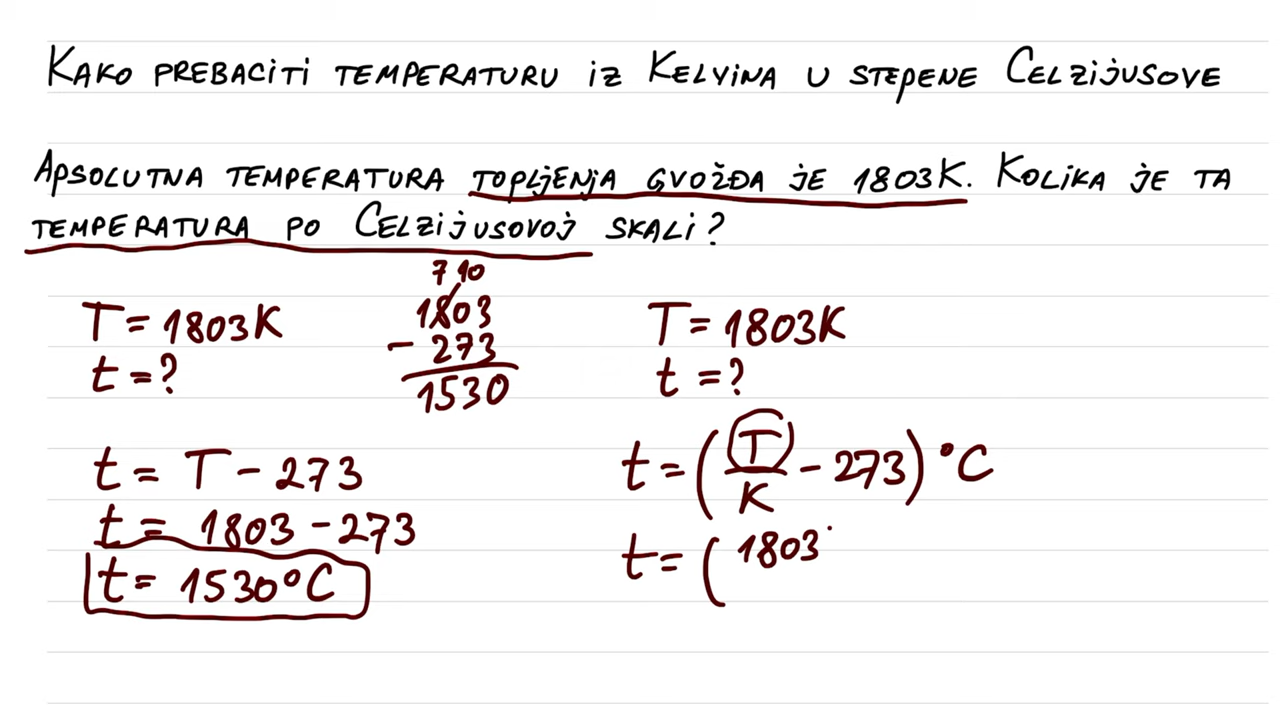 KAKO PREBACITI TEMPERATURU IZ KELVINA U STEPENE CELZIJUSOVE
APSOLUTNA TEMPERATURA TOPLJENJA GVOŽĐA JE 1803K. KOLIKA JE TA
TEMPERATURA PO CELZIJUSOVOJ SKALI?
T = 1803K
t = ?
7 10
1803
- 273
1530
t = T - 273
t = 1803 - 273
t = 1530°C
T = 1803K
t = ?
t = (T/K - 273) °C
t = ( 1803